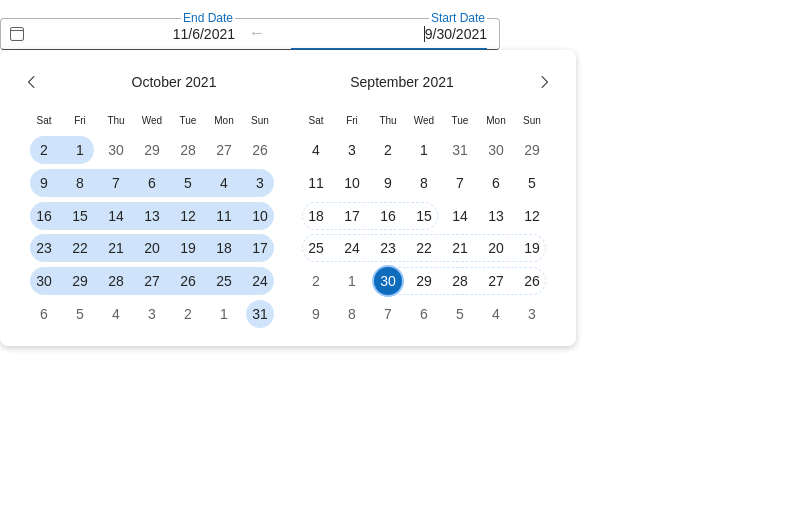 End Date Start Date
11/6/2021 ← 9/30/2021
October 2021 September 2021
Sat Fri Thu Wed Tue Mon Sun Sat Fri Thu Wed Tue Mon Sun
2 1 30 29 28 27 26 4 3 2 1 31 30 29
9 8 7 6 5 4 3 11 10 9 8 7 6 5
16 15 14 13 12 11 10 18 17 16 15 14 13 12
23 22 21 20 19 18 17 25 24 23 22 21 20 19
30 29 28 27 26 25 24 2 1 30 29 28 27 26
6 5 4 3 2 1 31 9 8 7 6 5 4 3